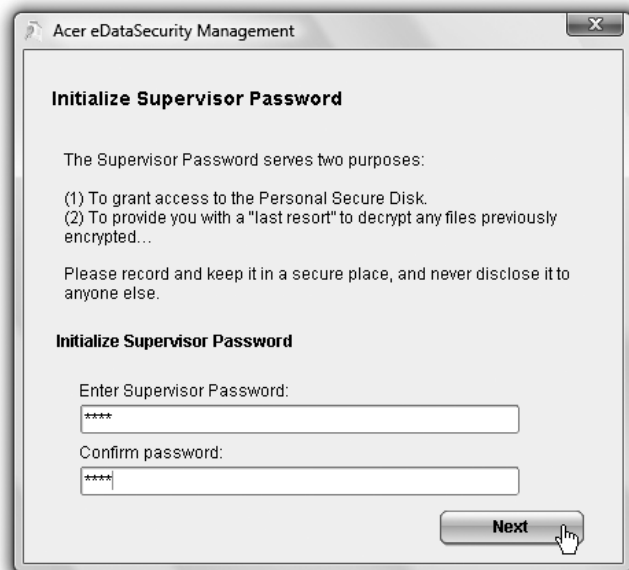 Acer eDataSecurity Management
Initialize Supervisor Password
The Supervisor Password serves two purposes:
(1) To grant access to the Personal Secure Disk.
(2) To provide you with a "last resort" to decrypt any files previously
encrypted...
Please record and keep it in a secure place, and never disclose it to
anyone else.
Initialize Supervisor Password
Enter Supervisor Password:
****
Confirm password:
****
Next